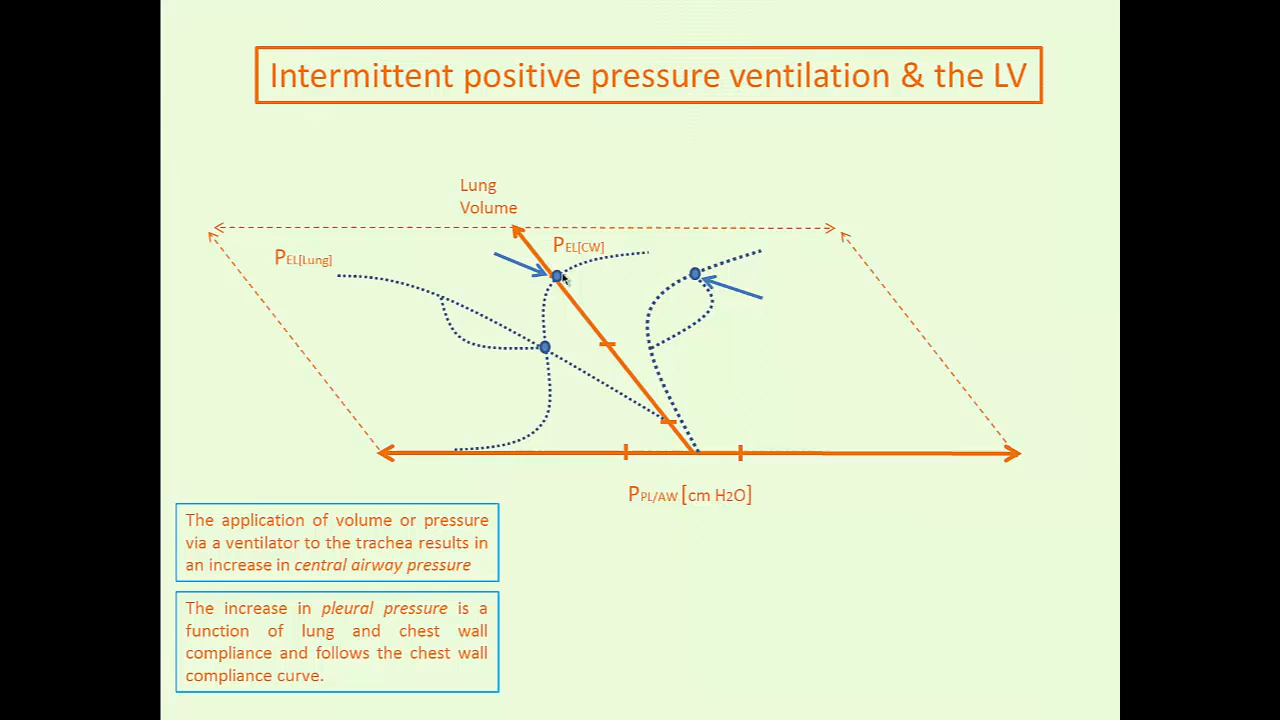 Intermittent positive pressure ventilation & the LV
Lung
Volume
PEL[CW]
PEL[Lung]
PPL/AW [cm H2O]
The application of volume or pressure
via a ventilator to the trachea results in
an increase in central airway pressure
The increase in pleural pressure is a
function of lung and chest wall
compliance and follows the chest wall
compliance curve.